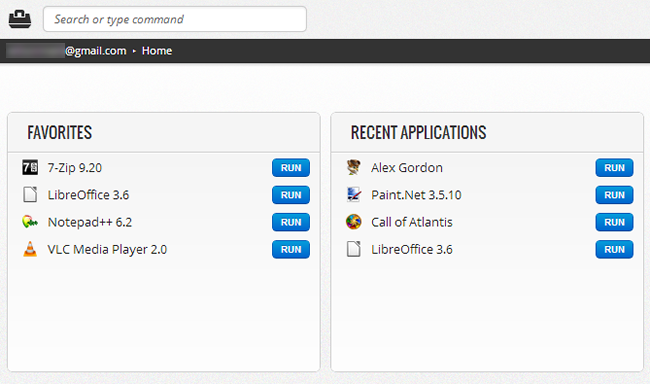 Search or type command
@gmail.com ▸ Home
FAVORITES
7-Zip 9.20 RUN
LibreOffice 3.6 RUN
Notepad++ 6.2 RUN
VLC Media Player 2.0 RUN
RECENT APPLICATIONS
Alex Gordon RUN
Paint.Net 3.5.10 RUN
Call of Atlantis RUN
LibreOffice 3.6 RUN